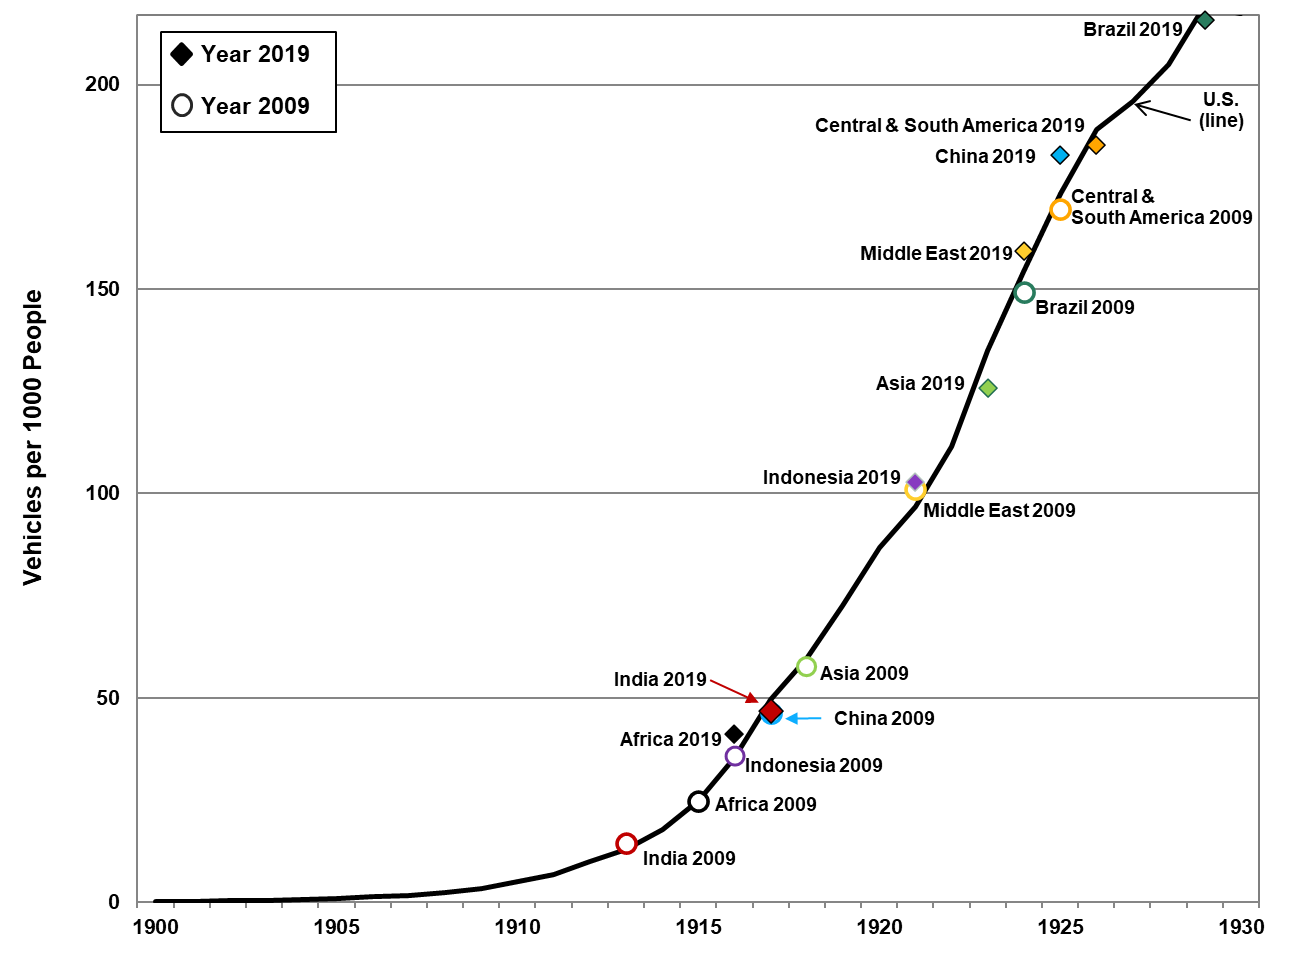 Brazil 2019
Year 2019
Year 2009
200
U.S.
(line)
Central & South America 2019
China 2019
Central &
South America 2009
Middle East 2019
150
Brazil 2009
Vehicles per 1000 People
Asia 2019
Indonesia 2019
100
Middle East 2009
India 2019
Asia 2009
50
China 2009
Africa 2019
Indonesia 2009
Africa 2009
India 2009
0
1900
1905
1910
1915
1920
1925
1930